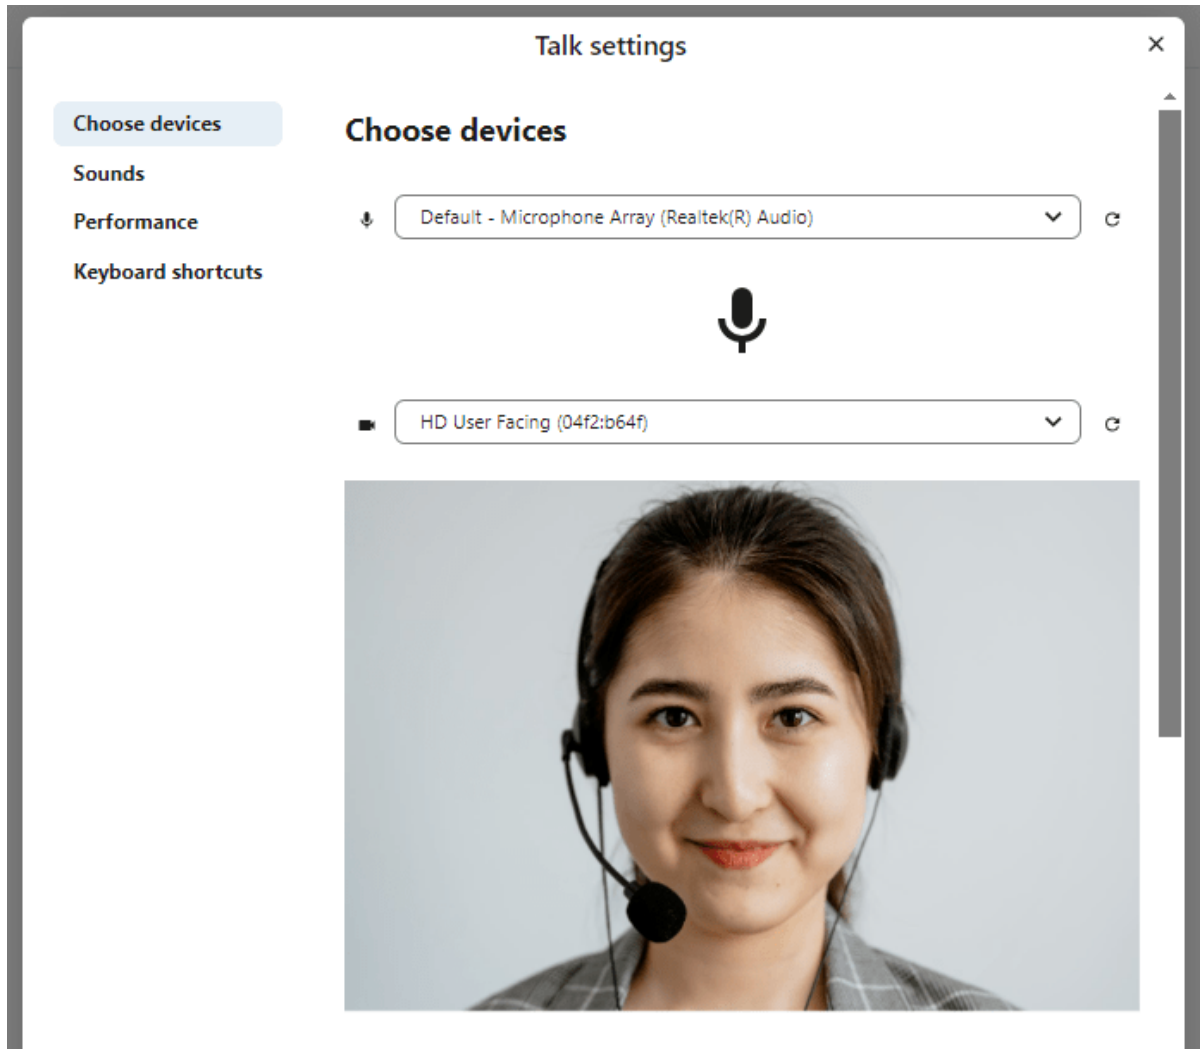 Talk settings
Choose devices
Sounds
Performance
Keyboard shortcuts
Choose devices
Default - Microphone Array (Realtek(R) Audio)
HD User Facing (04f2:b64f)